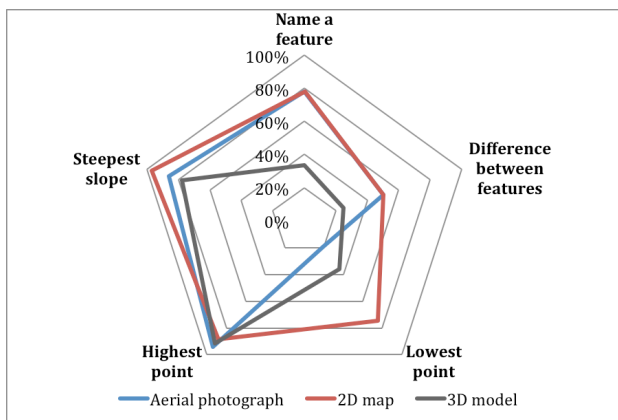 Name a
feature
100%
80%
60%
40%
20%
0%
Difference
between
features
Lowest
point
Highest
point
Steepest
slope
Aerial photograph
2D map
3D model